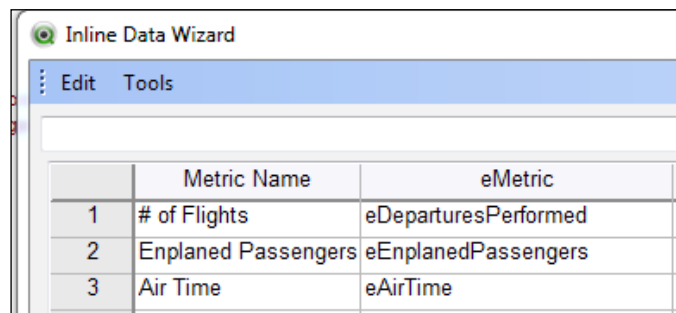 Inline Data Wizard
Edit Tools
Metric Name eMetric
1 # of Flights eDeparturesPerformed
2 Enplaned Passengers eEnplanedPassengers
3 Air Time eAirTime